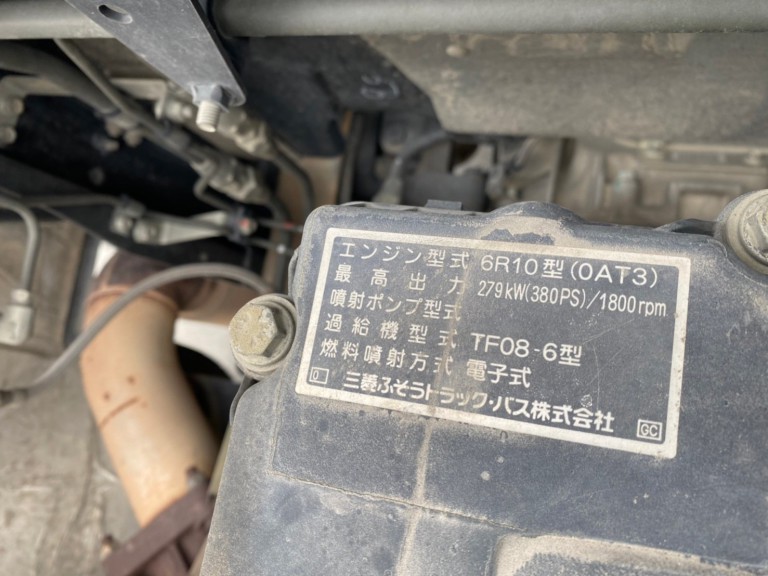 エンジン型式 6R10型(0AT3)
最高出力 279kW(380PS)/1800rpm
噴射ポンプ型式
過給機型式 TF08-6型
燃料噴射方式 電子式
0 三菱ふそうトラック・バス株式会社 GC